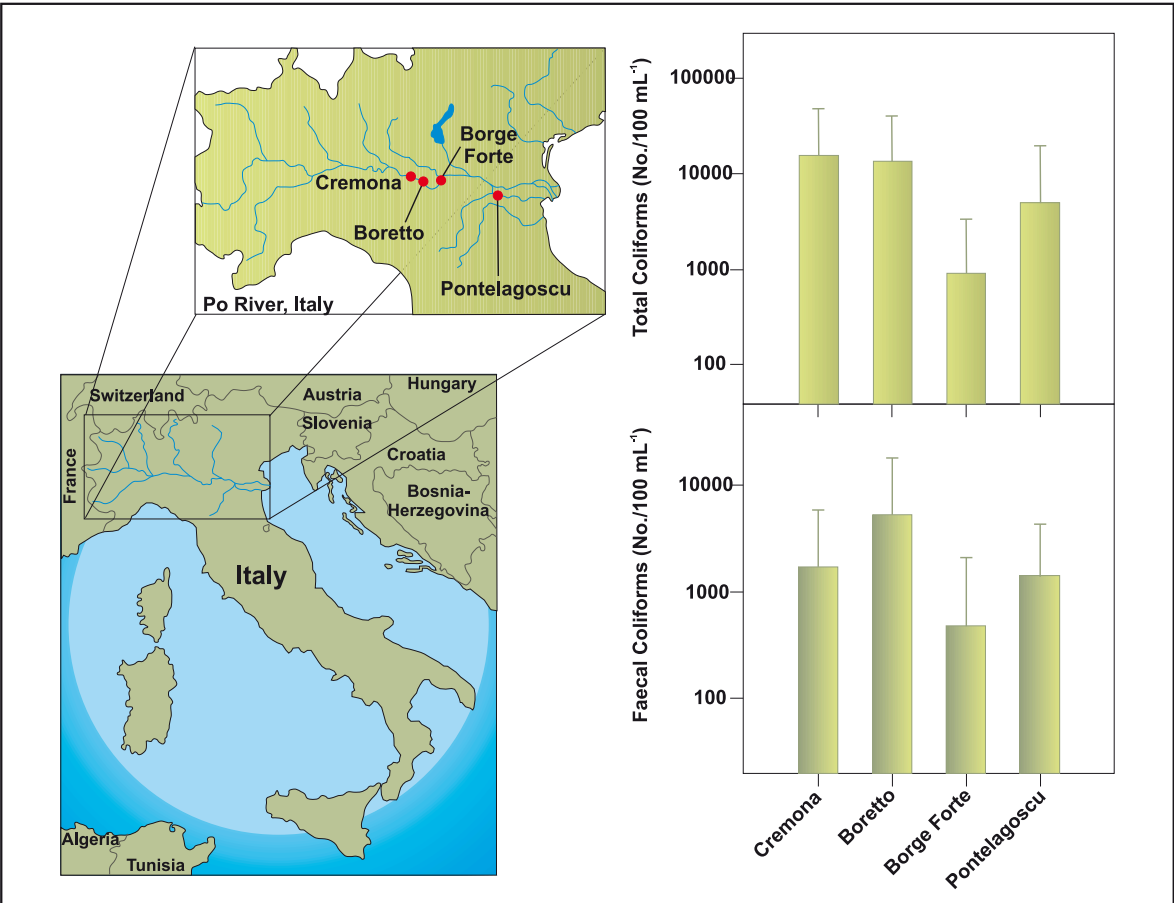 Borge
Forte
Cremona
Boretto
Pontelagoscu
Po River, Italy
Switzerland
Austria
Hungary
Slovenia
France
Croatia
Bosnia-
Herzegovina
Italy
Algeria
Tunisia
Total Coliforms (No./100 mL⁻¹)
100000
10000
1000
100
Faecal Coliforms (No./100 mL⁻¹)
10000
1000
100
Cremona
Boretto
Borge Forte
Pontelagoscu